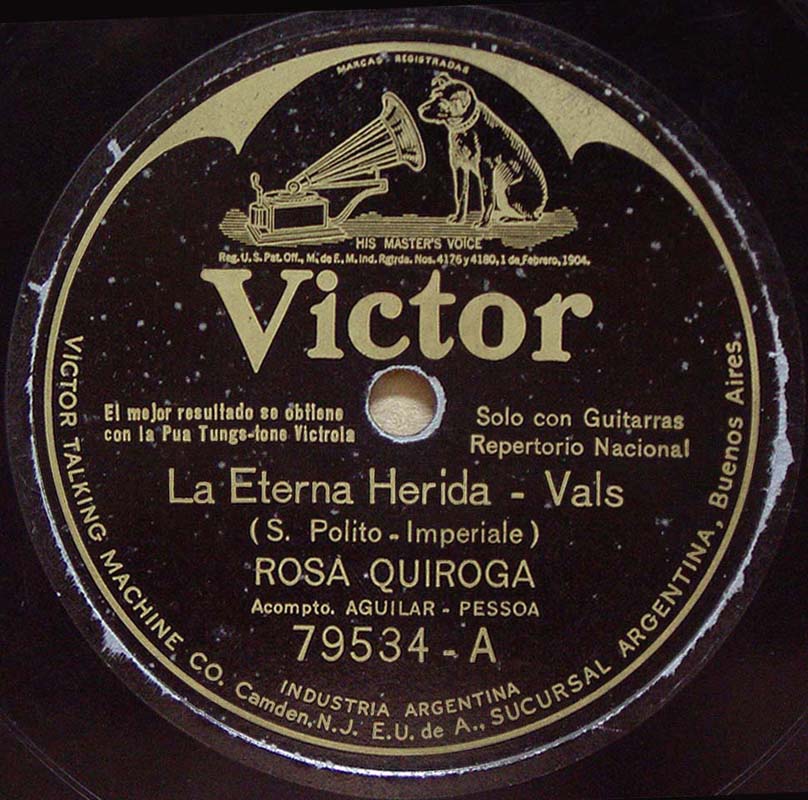 MARCAS REGISTRADAS
HIS MASTER'S VOICE
Reg. U.S. Pat. Off., M. de E., M. Ind. Rgtrda. Nos. 4176 y 4180, 1 de Febrero, 1904.
Victor
El mejor resultado se obtiene
con la Pua Tungs-tone Victrola
Solo con Guitarras
Repertorio Nacional
La Eterna Herida - Vals
(S. Polito - Imperiale)
ROSA QUIROGA
Acompto. AGUILAR - PESSOA
79534 - A
INDUSTRIA ARGENTINA
VICTOR TALKING MACHINE CO. Camden, N.J. E.U. de A., SUCURSAL ARGENTINA, Buenos Aires.